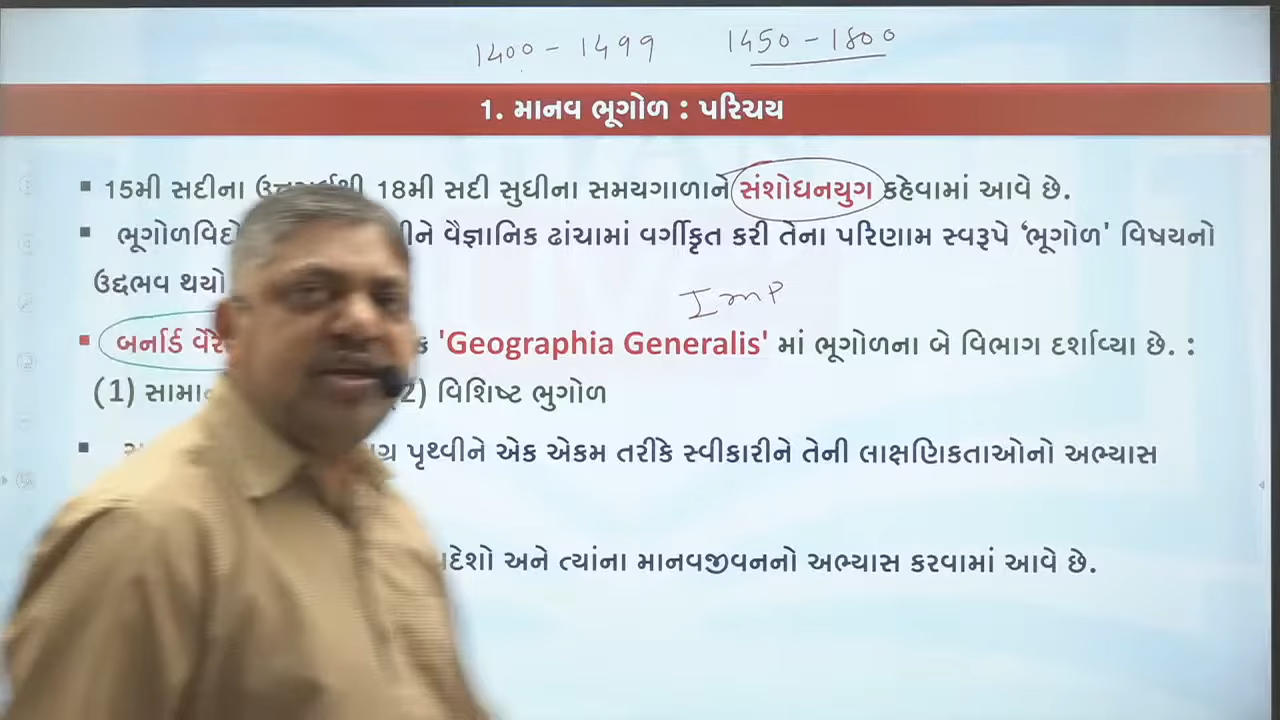 1400 - 1499 1450 - 1800
1. માનવ ભૂગોળ : પરિચય
▪ 15મી સદીના 18મી સદી સુધીના સમયગાળાને સંશોધનયુગ કહેવામાં આવે છે.
▪ વૈજ્ઞાનિક ઢાંચામાં વર્ગીકૃત કરી તેના પરિણામ સ્વરૂપે 'ભૂગોળ' વિષયનો
ઉદ્દભવ થયો
Imp
▪ બર્નાર્ડ 'Geographia Generalis' માં ભૂગોળના બે વિભાગ દર્શાવ્યા છે. :
(1) 2) વિશિષ્ટ ભુગોળ
▪ પૃથ્વીને એક એકમ તરીકે સ્વીકારીને તેની લાક્ષણિકતાઓનો અભ્યાસ
અને ત્યાંના માનવજીવનનો અભ્યાસ કરવામાં આવે છે.